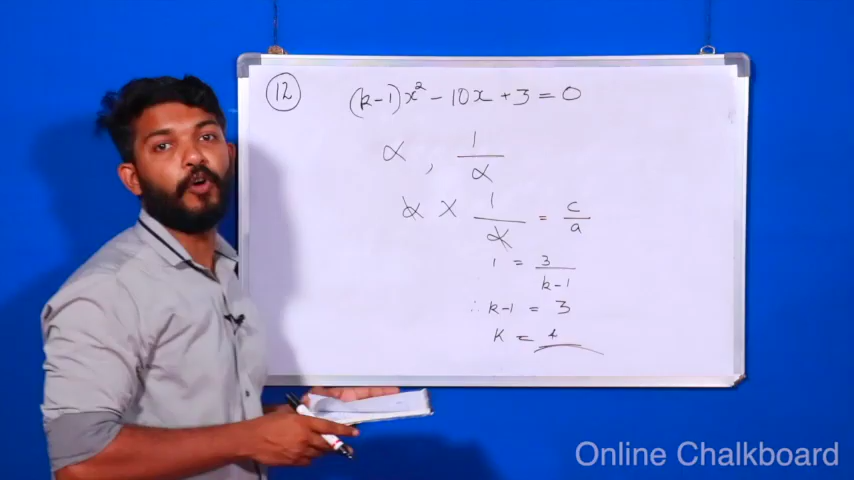 12 (k-1)x² - 10x + 3 = 0
α , 1/α
α × 1/α = c/a
1 = 3/k-1
∴ k-1 = 3
K = 4
Online Chalkboard